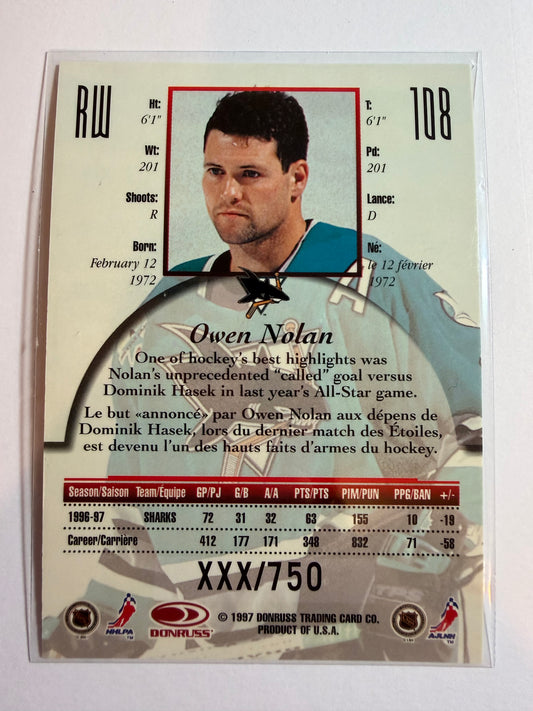 RW
108
Ht:
6'1"
Wt:
201
Shoots:
R
Born:
February 12
1972
T:
6'1"
Pd:
201
Lance:
D
Né:
le 12 février
1972
A
Owen Nolan
One of hockey's best highlights was
Nolan's unprecedented "called" goal versus
Dominik Hasek in last year's All-Star game.
Le but «annoncé» par Owen Nolan aux dépens de
Dominik Hasek, lors du dernier match des Étoiles,
est devenu l'un des hauts faits d'armes du hockey.
Season/Saison Team/Équipe GP/PJ G/B A/A PTS/PTS PIM/PUN PPG/BAN +/-
1996-97 SHARKS 72 31 32 63 155 10 -19
Career/Carrière 412 177 171 348 832 71 -58
XXX/750
NHLPA™
DONRUSS
© 1997 DONRUSS TRADING CARD CO.
PRODUCT OF U.S.A.
AJLNH™